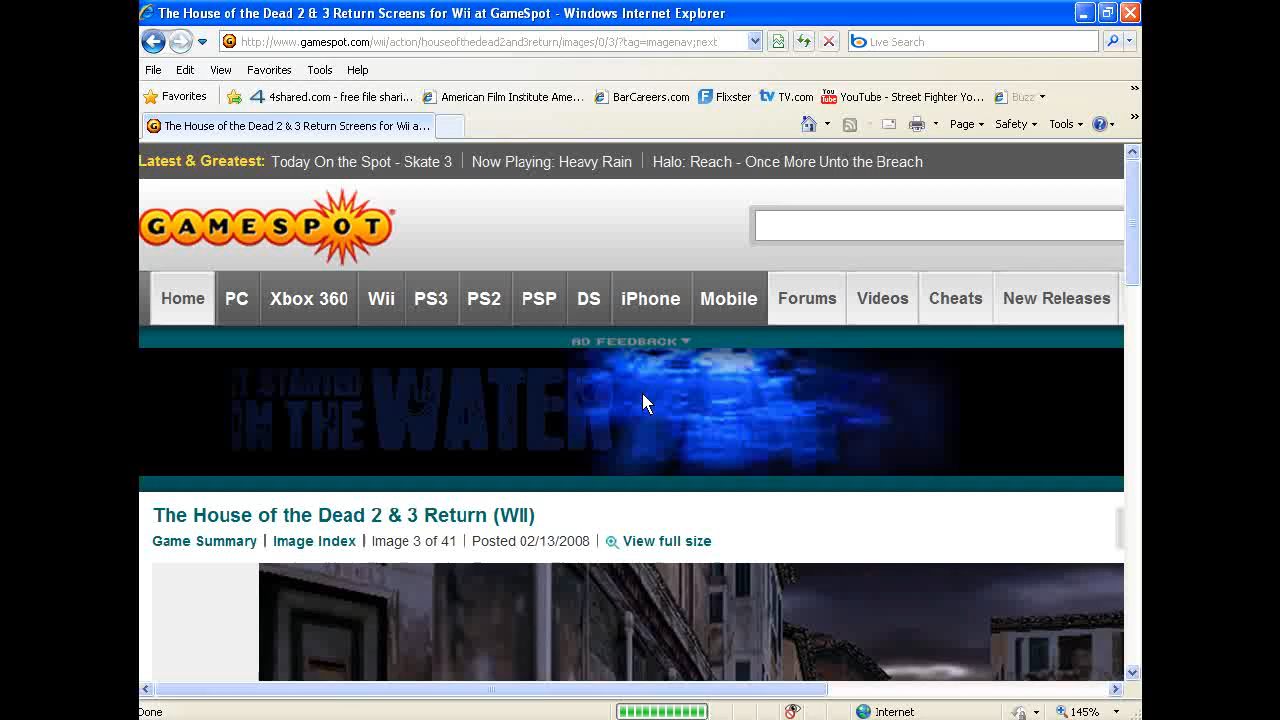 The House of the Dead 2 & 3 Return Screens for Wii at GameSpot - Windows Internet Explorer
http://www.gamespot.com/wii/action/houseofthedead2and3return/images/0/3/?tag=imagenav;next
Live Search
File Edit View Favorites Tools Help
Favorites 4shared.com - free file shari... American Film Institute Ame... BarCareers.com Flixster TV.com YouTube - Street Fighter Yo... Buzz
The House of the Dead 2 & 3 Return Screens for Wii a... Page Safety Tools
Latest & Greatest: Today On the Spot - Skate 3 Now Playing: Heavy Rain Halo: Reach - Once More Unto the Breach
GAMESPOT
Home PC Xbox 360 Wii PS3 PS2 PSP DS iPhone Mobile Forums Videos Cheats New Releases
AD FEEDBACK
IT STARTED
ON THE WATER
The House of the Dead 2 & 3 Return (WII)
Game Summary | Image Index | Image 3 of 41 | Posted 02/13/2008 | View full size
Done Internet 145%